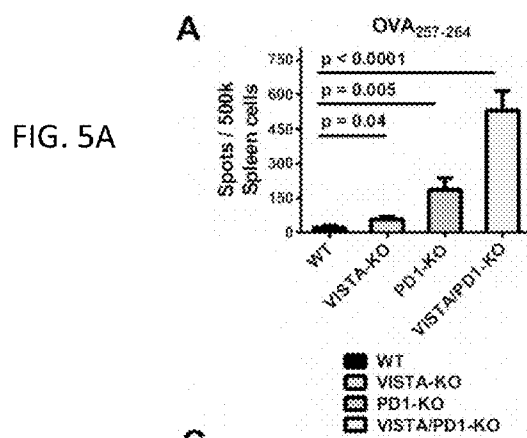 A
OVA257-264
FIG. 5A
Spots / 500k
Spleen cells
750
600
450
300
150
0
p < 0.0001
p = 0.005
p = 0.04
WT
VISTA-KO
PD1-KO
VISTA/PD1-KO
WT
VISTA-KO
PD1-KO
VISTA/PD1-KO